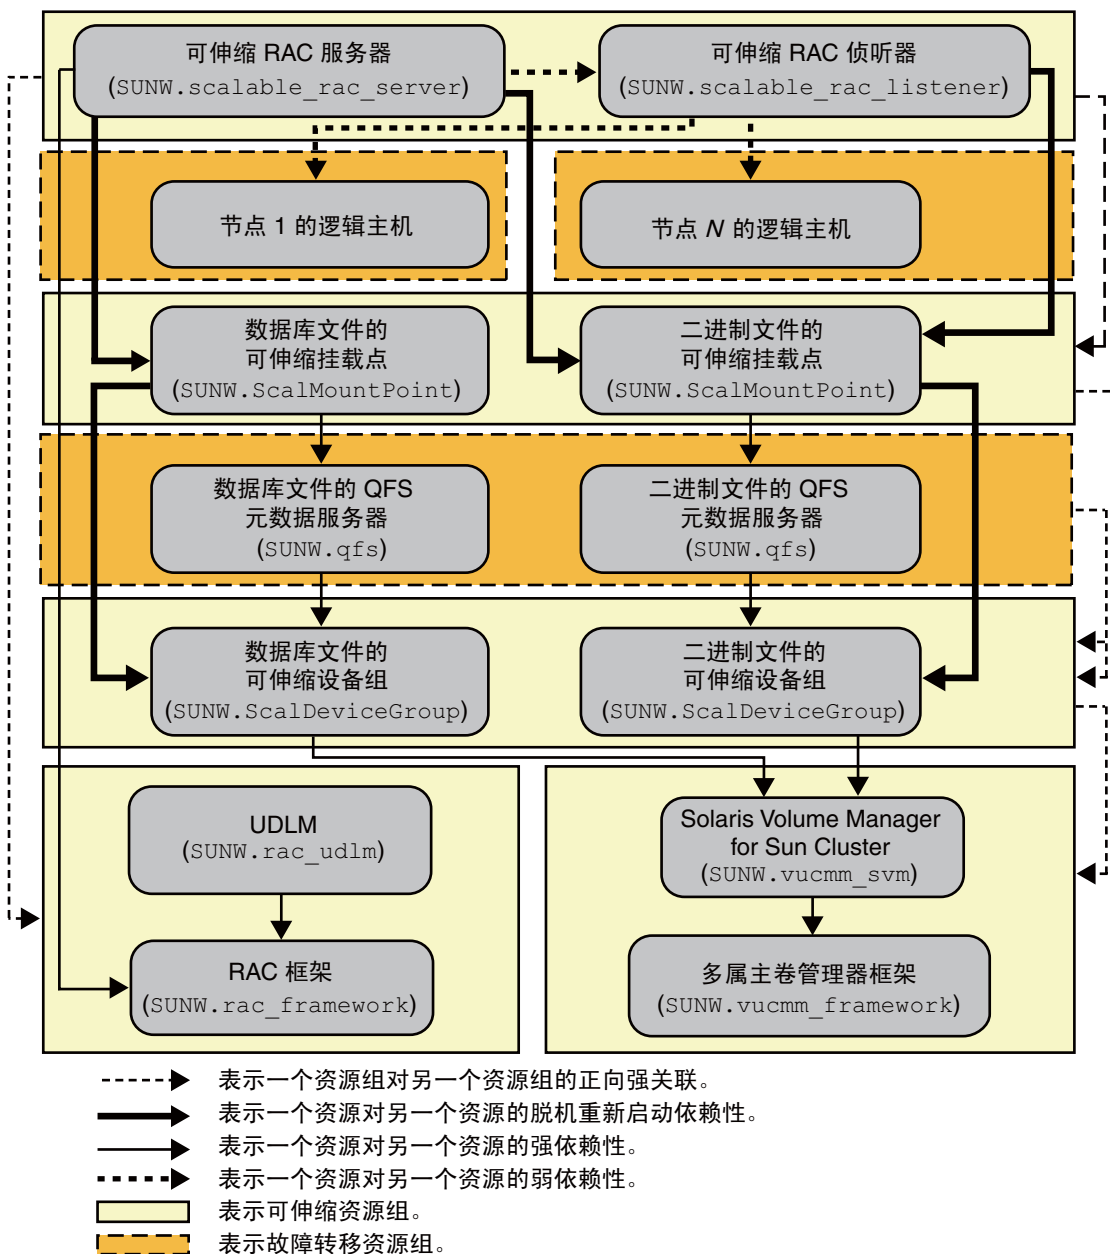 可伸缩 RAC 服务器
(SUNW.scalable_rac_server)
可伸缩 RAC 侦听器
(SUNW.scalable_rac_listener)
节点 1 的逻辑主机
节点 N 的逻辑主机
数据库文件的
可伸缩挂载点
(SUNW.ScalMountPoint)
二进制文件的
可伸缩挂载点
(SUNW.ScalMountPoint)
数据库文件的 QFS
元数据服务器
(SUNW.qfs)
二进制文件的 QFS
元数据服务器
(SUNW.qfs)
数据库文件的
可伸缩设备组
(SUNW.ScalDeviceGroup)
二进制文件的
可伸缩设备组
(SUNW.ScalDeviceGroup)
UDLM
(SUNW.rac_udlm)
Solaris Volume Manager
for Sun Cluster
(SUNW.vucmm_svm)
RAC 框架
(SUNW.rac_framework)
多属主卷管理器框架
(SUNW.vucmm_framework)
表示一个资源组对另一个资源组的正向强关联。
表示一个资源对另一个资源的脱机重新启动依赖性。
表示一个资源对另一个资源的强依赖性。
表示一个资源对另一个资源的弱依赖性。
表示可伸缩资源组。
表示故障转移资源组。